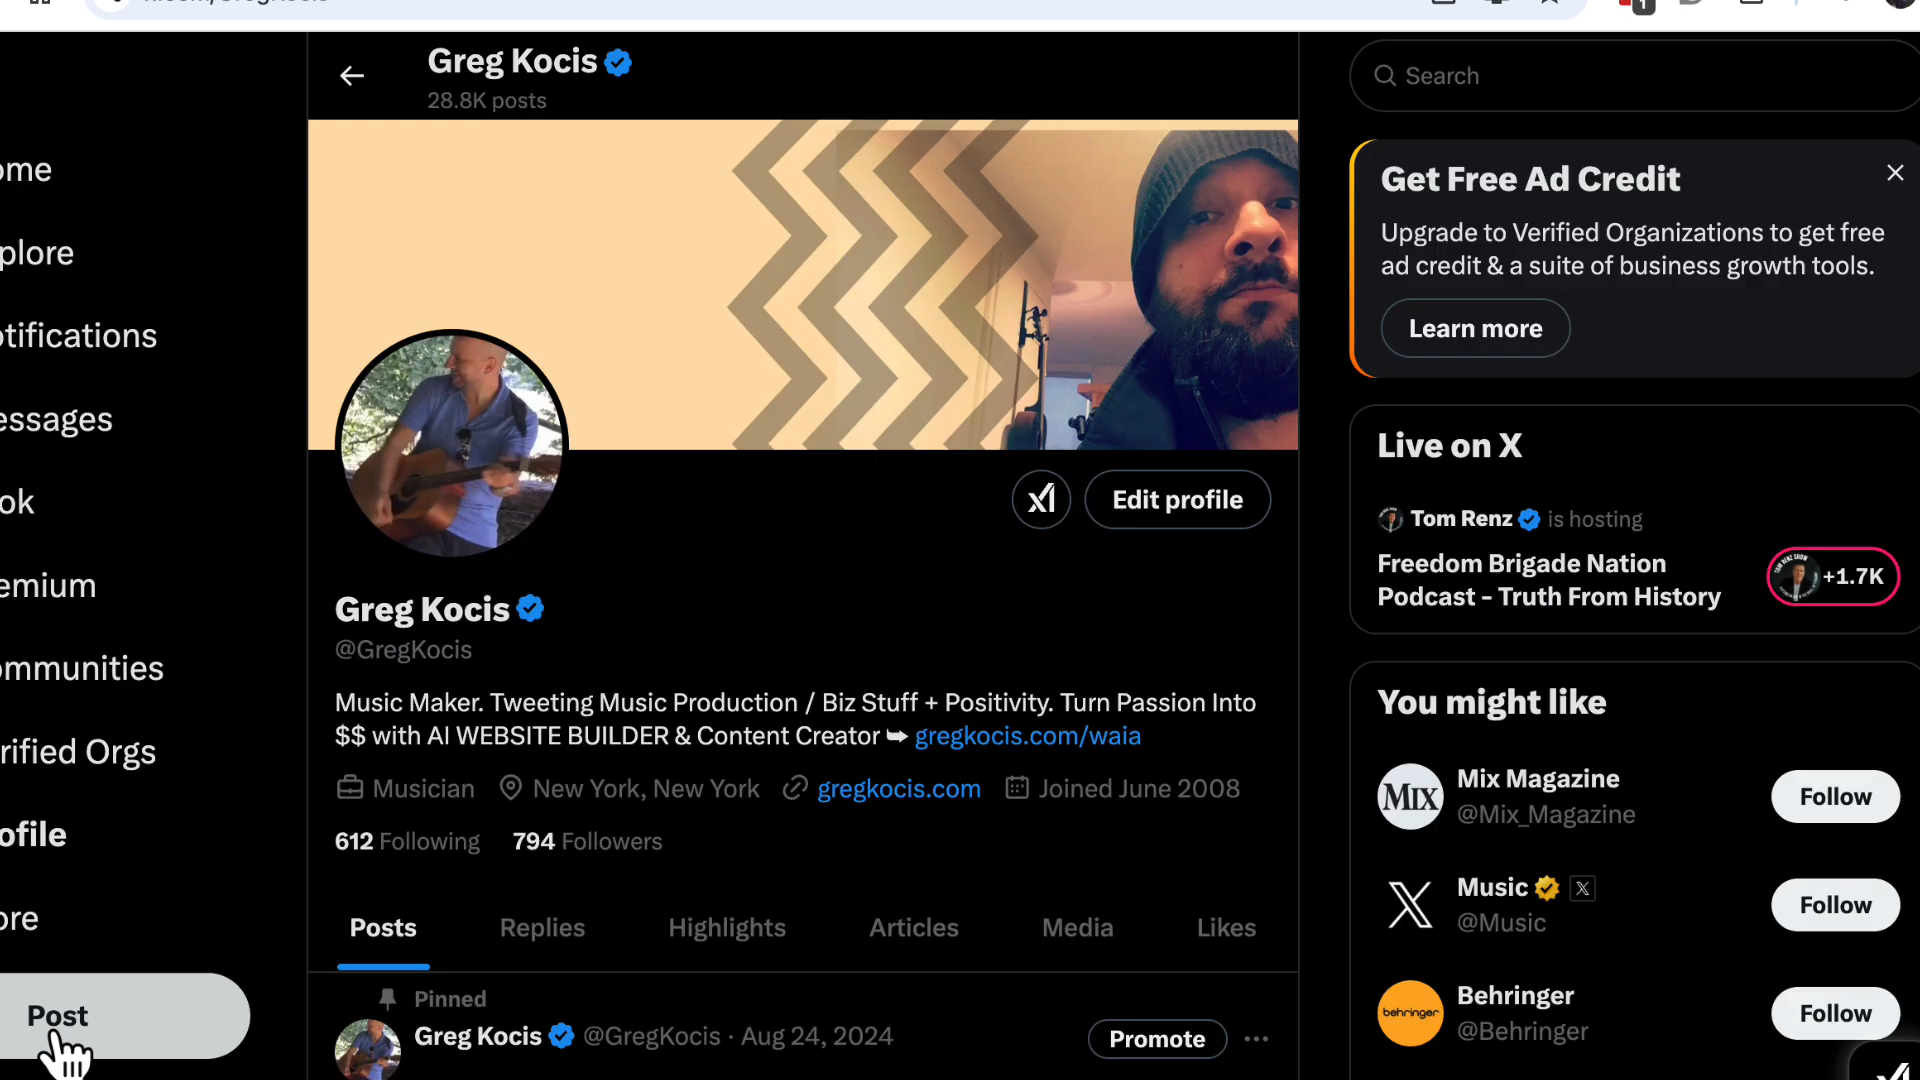 Greg Kocis
28.8K posts
ome
plore
otifications
essages
ok
emium
ommunities
rified Orgs
ofile
ore
Post
Edit profile
Greg Kocis
@GregKocis
Music Maker. Tweeting Music Production / Biz Stuff + Positivity. Turn Passion Into
$$ with AI WEBSITE BUILDER & Content Creator ➥ gregkocis.com/waia
Musician New York, New York gregkocis.com Joined June 2008
612 Following 794 Followers
Posts Replies Highlights Articles Media Likes
Pinned
Greg Kocis @GregKocis · Aug 24, 2024
Promote
Search
Get Free Ad Credit
Upgrade to Verified Organizations to get free
ad credit & a suite of business growth tools.
Learn more
Live on X
Tom Renz is hosting
Freedom Brigade Nation
Podcast - Truth From History
+1.7K
You might like
MIX
Mix Magazine
@Mix_Magazine
Follow
Music
@Music
Follow
behringer
Behringer
@Behringer
Follow